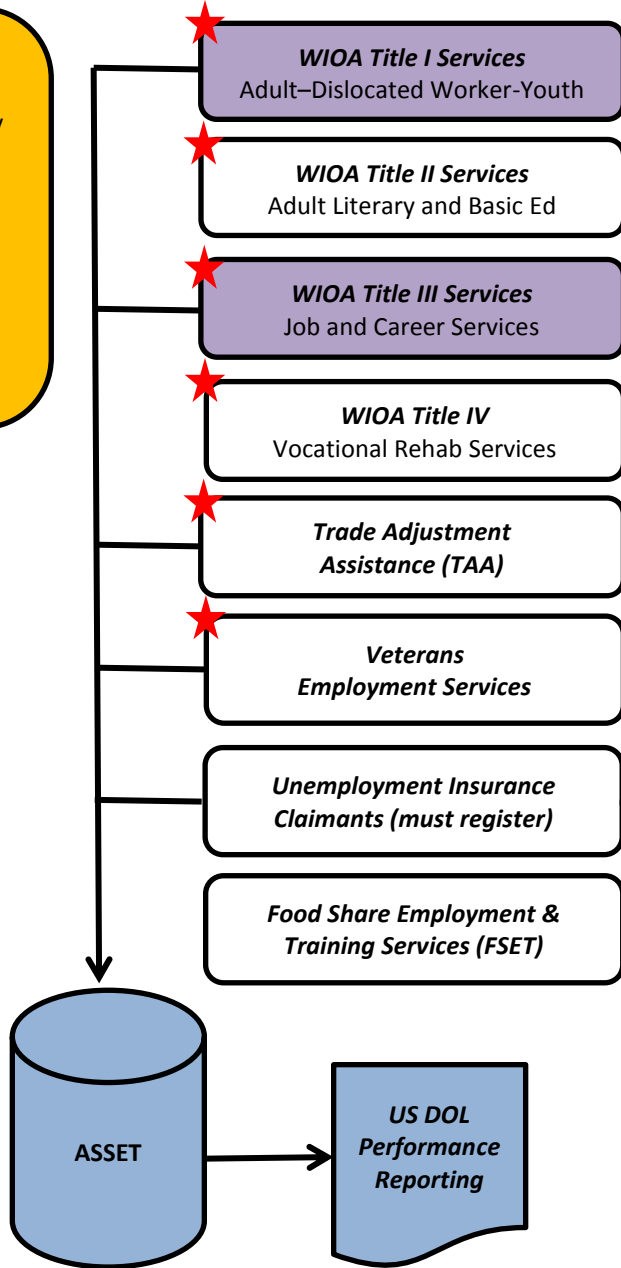 WIOA Title I Services
Adult–Dislocated Worker-Youth
WIOA Title II Services
Adult Literary and Basic Ed
WIOA Title III Services
Job and Career Services
WIOA Title IV
Vocational Rehab Services
Trade Adjustment
Assistance (TAA)
Veterans
Employment Services
Unemployment Insurance
Claimants (must register)
Food Share Employment &
Training Services (FSET)
ASSET
US DOL
Performance
Reporting